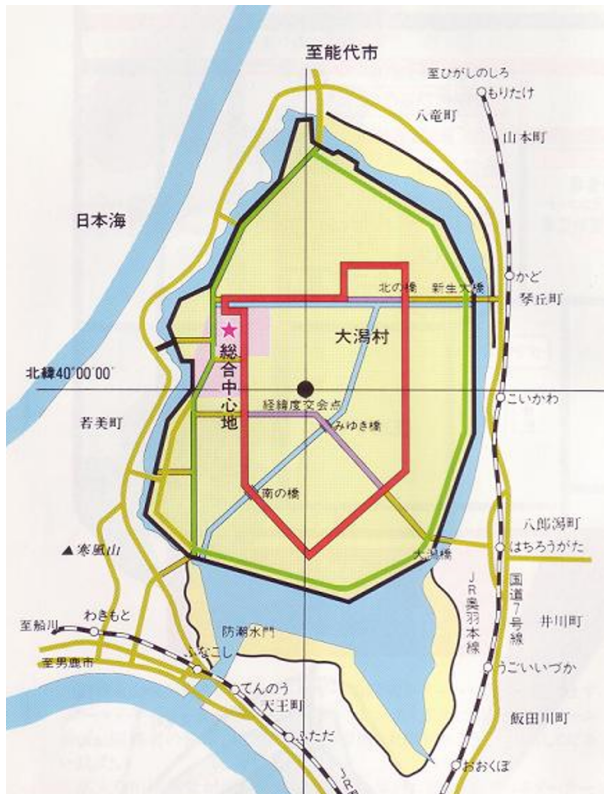 至能代市
至ひがしのしろ
もりたけ
八竜町
山本町
日本海
かど
北の橋
新生大橋
琴丘町
★
大潟村
総合中心地
北緯40°00′00″
こいかわ
経緯度交会点
若美町
みゆき橋
南の橋
八郎潟町
大潟橋
はちろうがた
▲寒風山
JR奥羽本線
国道7号線
井川町
わきもと
至船川
防潮水門
ふなこし
至男鹿市
うごいいづか
てんのう
天王町
飯田川町
ふただ
おおくぼ
JR